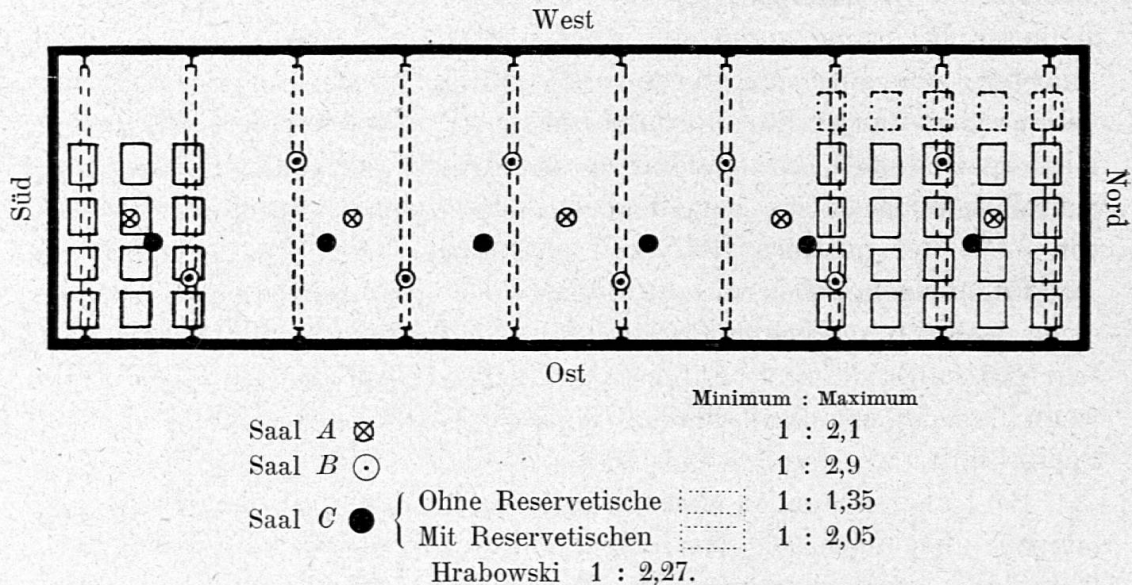 West
Süd
Nord
Ost
Minimum : Maximum
Saal A 1 : 2,1
Saal B 1 : 2,9
Saal C { Ohne Reservetische 1 : 1,35
Mit Reservetischen 1 : 2,05
Hrabowski 1 : 2,27.